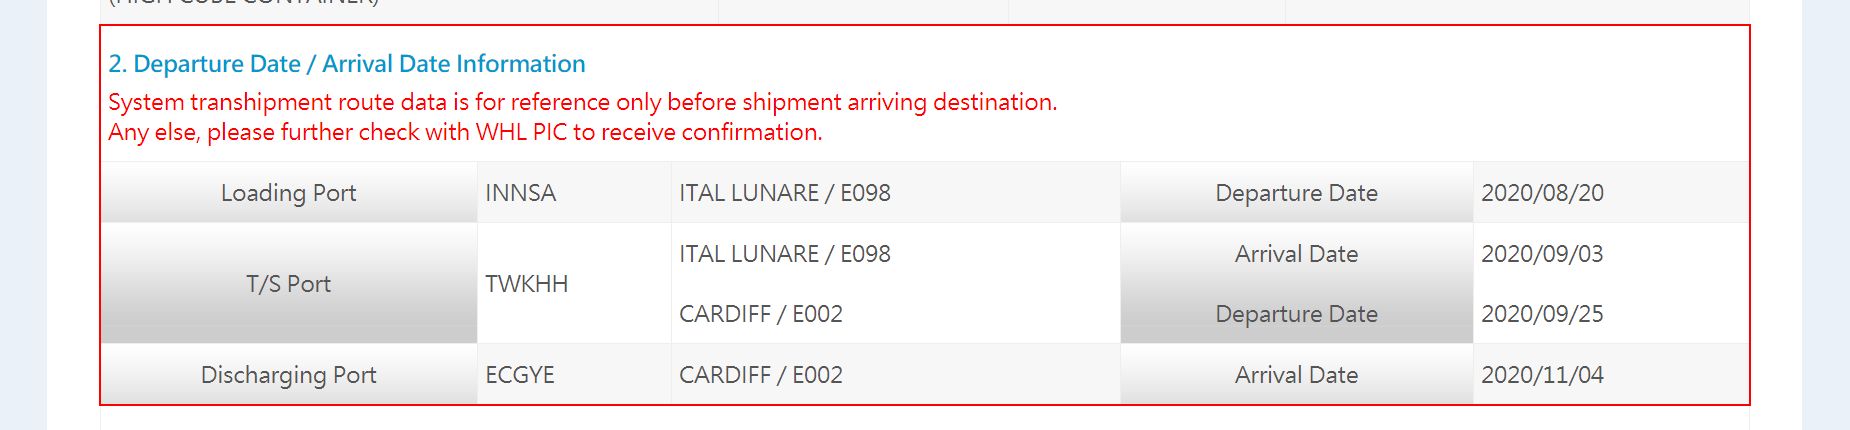 (HIGH CUBE CONTAINER)
2. Departure Date / Arrival Date Information
System transhipment route data is for reference only before shipment arriving destination.
Any else, please further check with WHL PIC to receive confirmation.
Loading Port INNSA ITAL LUNARE / E098 Departure Date 2020/08/20
T/S Port TWKHH ITAL LUNARE / E098 Arrival Date 2020/09/03
CARDIFF / E002 Departure Date 2020/09/25
Discharging Port ECGYE CARDIFF / E002 Arrival Date 2020/11/04